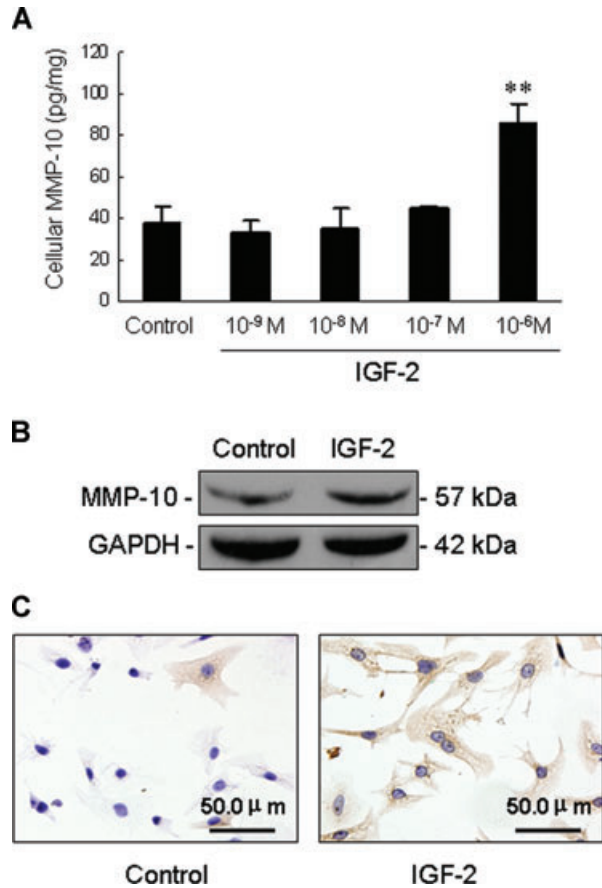 A
Cellular MMP-10 (pg/mg)
120
100
80
60
40
20
0
**
Control 10-9 M 10-8 M 10-7 M 10-6M
IGF-2
B
Control IGF-2
MMP-10 - - 57 kDa
GAPDH - - 42 kDa
C
50.0 μm 50.0 μm
Control IGF-2